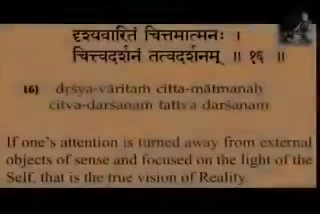 दृश्यवारितं चित्तमात्मनः ।
चित्त्वदर्शनं तत्वदर्शनम् ॥ १६ ॥
16) dṛśya-vāritaṁ citta-mātmanaḥ
citva-darśanaṁ tattva darśanam
If one's attention is turned away from external
objects of sense and focused on the light of the
Self, that is the true vision of Reality.